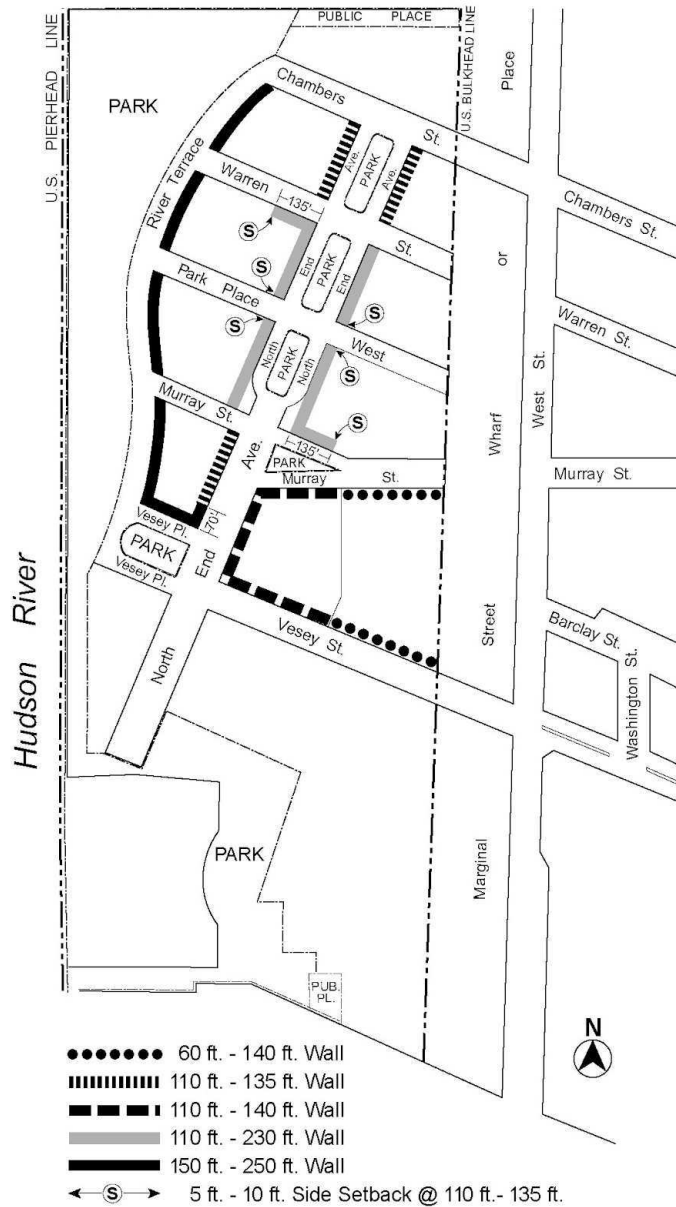 PUBLIC PLACE
U.S. PIERHEAD LINE
U.S. BULKHEAD LINE
Place
PARK
Chambers St.
River Terrace
Ave.
PARK
Ave.
Warren St.
135'
Chambers St.
S
S
End
PARK
End
or
Park Place West
S
S
Warren St.
North
PARK
North
S
West St.
Murray St.
S
Wharf
135'
Ave.
PARK
Murray St.
Murray St.
70'
Vesey Pl.
PARK
Vesey Pl.
End
Hudson River
North
Vesey St.
Street
Barclay St.
Washington St.
PARK
Marginal
PUB.
PL.
N
60 ft. - 140 ft. Wall
110 ft. - 135 ft. Wall
110 ft. - 140 ft. Wall
110 ft. - 230 ft. Wall
150 ft. - 250 ft. Wall
S 5 ft. - 10 ft. Side Setback @ 110 ft.- 135 ft.